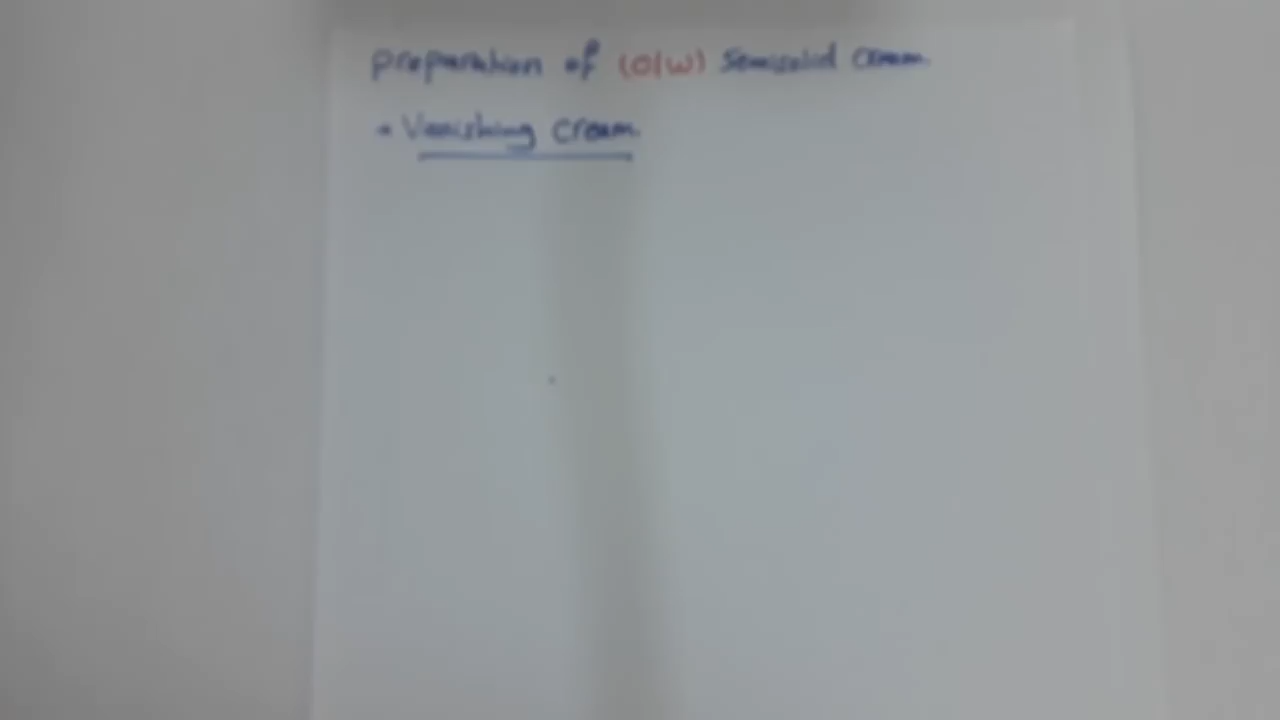 preparation of (O/W) Semisolid Cream.
* Vanishing Cream.